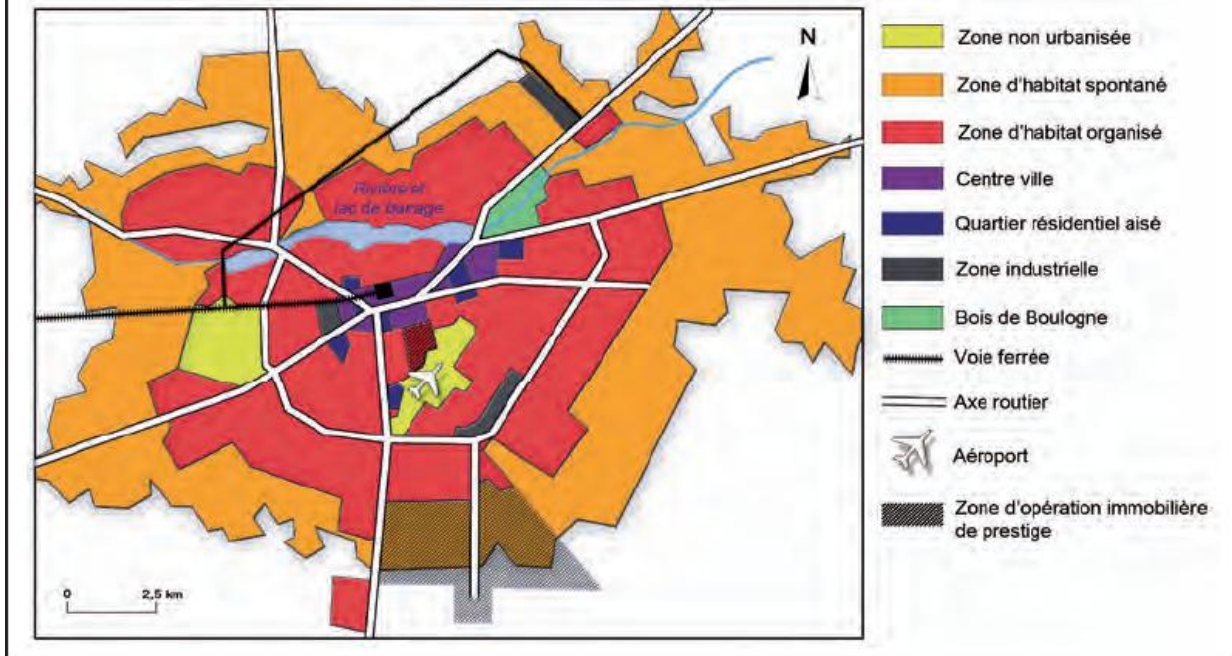 N
Rivière et
lac de barrage
0 2,5 km
Zone non urbanisée
Zone d'habitat spontané
Zone d'habitat organisé
Centre ville
Quartier résidentiel aisé
Zone industrielle
Bois de Boulogne
Voie ferrée
Axe routier
Aéroport
Zone d'opération immobilière
de prestige